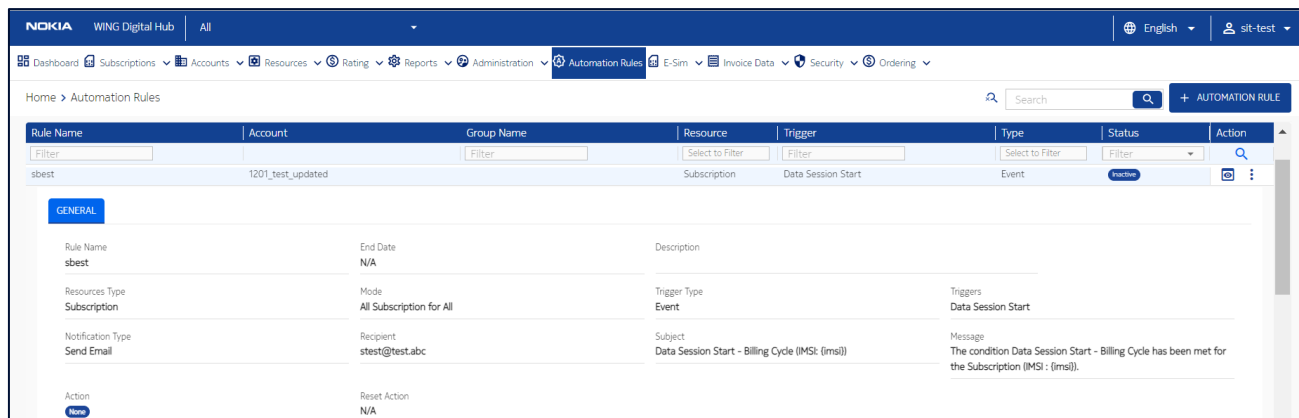 NOKIA WING Digital Hub All English sit-test
Dashboard Subscriptions Accounts Resources Rating Reports Administration Automation Rules E-Sim Invoice Data Security Ordering
Home > Automation Rules Search + AUTOMATION RULE
Rule Name Account Group Name Resource Trigger Type Status Action
Filter Filter Select to Filter Filter Select to Filter Filter
sbest 1201_test_updated Subscription Data Session Start Event Inactive
GENERAL
Rule Name End Date Description
sbest N/A
Resources Type Mode Trigger Type Triggers
Subscription All Subscription for All Event Data Session Start
Notification Type Recipient Subject Message
Send Email stest@test.abc Data Session Start - Billing Cycle (IMSI: {imsi}) The condition Data Session Start - Billing Cycle has been met for
the Subscription (IMSI : {imsi}).
Action Reset Action
None N/A